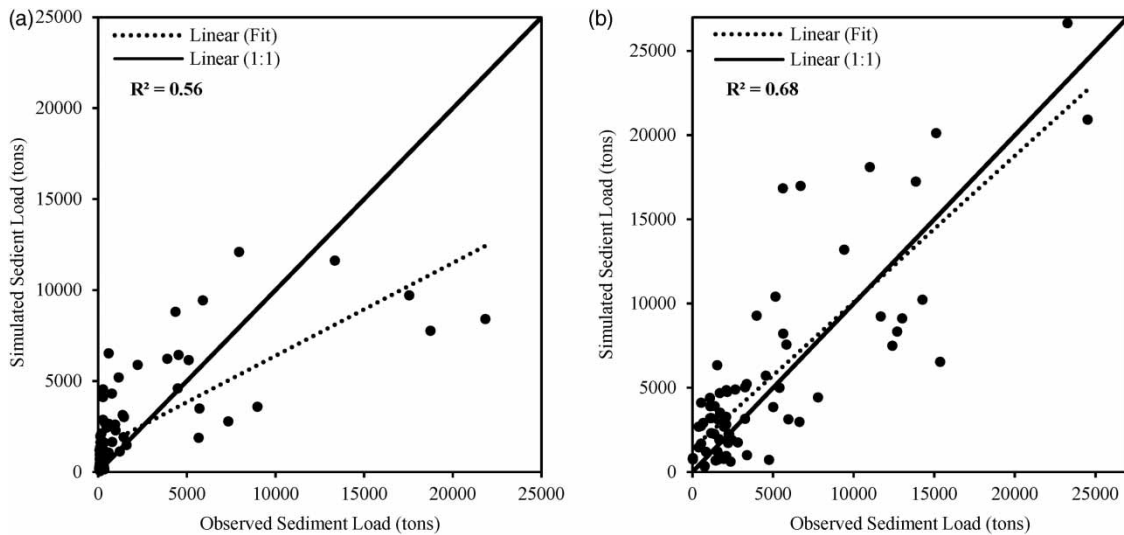 (a)
25000
20000
15000
10000
5000
0
Simulated Sediment Load (tons)
Linear (Fit)
Linear (1:1)
R² = 0.56
0 5000 10000 15000 20000 25000
Observed Sediment Load (tons)
(b)
25000
20000
15000
10000
5000
0
Simulated Sedient Load (tons)
Linear (Fit)
Linear (1:1)
R² = 0.68
0 5000 10000 15000 20000 25000
Observed Sediment Load (tons)